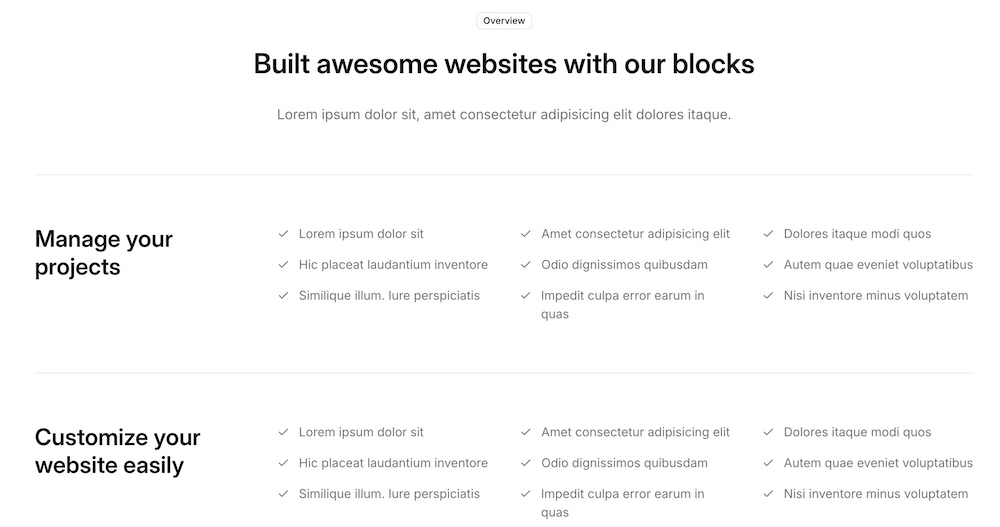 Overview
Built awesome websites with our blocks
Lorem ipsum dolor sit, amet consectetur adipisicing elit dolores itaque.
Manage your
projects
Lorem ipsum dolor sit
Hic placeat laudantium inventore
Similique illum. Iure perspiciatis
Amet consectetur adipisicing elit
Odio dignissimos quibusdam
Impedit culpa error earum in
quas
Dolores itaque modi quos
Autem quae eveniet voluptatibus
Nisi inventore minus voluptatem
Customize your
website easily
Lorem ipsum dolor sit
Hic placeat laudantium inventore
Similique illum. Iure perspiciatis
Amet consectetur adipisicing elit
Odio dignissimos quibusdam
Impedit culpa error earum in
quas
Dolores itaque modi quos
Autem quae eveniet voluptatibus
Nisi inventore minus voluptatem